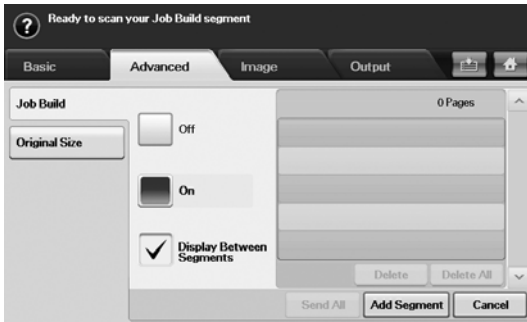 Ready to scan your Job Build segment
Basic
Advanced
Image
Output
Job Build
Original Size
Off
On
Display Between
Segments
0 Pages
Delete
Delete All
Send All
Add Segment
Cancel